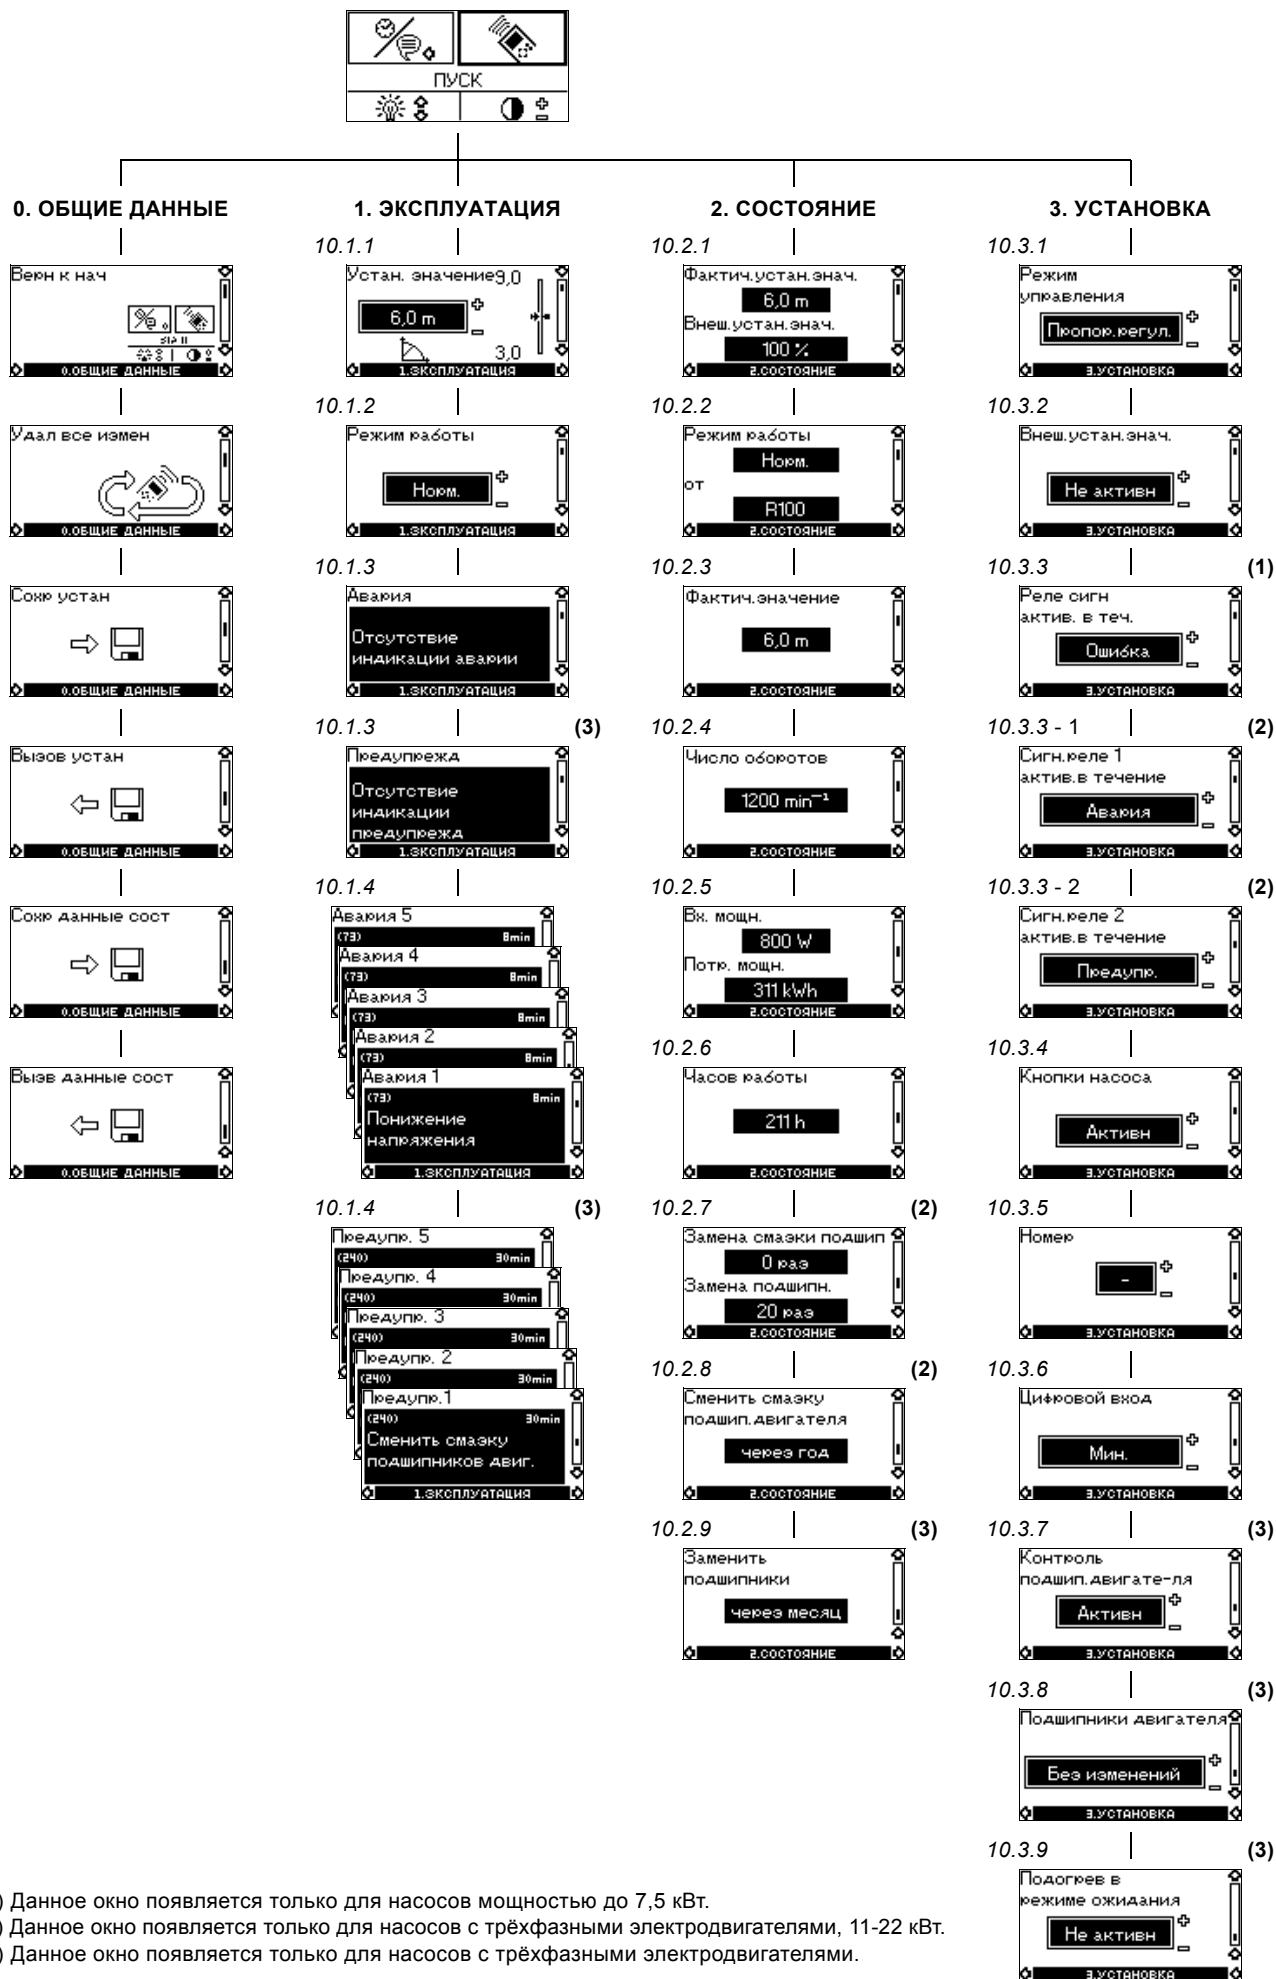 ПУСК
0. ОБЩИЕ ДАННЫЕ
Верн к нач
0.ОБЩИЕ ДАННЫЕ
Удал все измен
0.ОБЩИЕ ДАННЫЕ
Сохр устан
0.ОБЩИЕ ДАННЫЕ
Вызов устан
0.ОБЩИЕ ДАННЫЕ
Сохр данные сост
0.ОБЩИЕ ДАННЫЕ
Вызв данные сост
0.ОБЩИЕ ДАННЫЕ
1. ЭКСПЛУАТАЦИЯ
10.1.1
Устан. значение 9,0
6,0 m
3,0
1.ЭКСПЛУАТАЦИЯ
10.1.2
Режим работы
Норм.
1.ЭКСПЛУАТАЦИЯ
10.1.3
Авария
Отсутствие
индикации аварии
1.ЭКСПЛУАТАЦИЯ
10.1.3 (3)
Предупрежд
Отсутствие
индикации
предупрежд
1.ЭКСПЛУАТАЦИЯ
10.1.4
Авария 5
(73) 8min
Авария 4
(73) 8min
Авария 3
(73) 8min
Авария 2
(73) 8min
Авария 1
(73) 8min
Понижение
напряжения
1.ЭКСПЛУАТАЦИЯ
10.1.4 (3)
Предупр. 5
(240) 30min
Предупр. 4
(240) 30min
Предупр. 3
(240) 30min
Предупр. 2
(240) 30min
Предупр.1
(240) 30min
Сменить смазку
подшипников двиг.
1.ЭКСПЛУАТАЦИЯ
2. СОСТОЯНИЕ
10.2.1
Фактич.устан.знач.
6,0 m
Внеш.устан.знач.
100 %
2.СОСТОЯНИЕ
10.2.2
Режим работы
Норм.
от
R100
2.СОСТОЯНИЕ
10.2.3
Фактич.значение
6,0 m
2.СОСТОЯНИЕ
10.2.4
Число оборотов
1200 min⁻¹
2.СОСТОЯНИЕ
10.2.5
Вх. мощн.
800 W
Потр. мощн.
311 kWh
2.СОСТОЯНИЕ
10.2.6
Часов работы
211 h
2.СОСТОЯНИЕ
10.2.7 (2)
Замена смазки подшип
0 раз
Замена подшипн.
20 раз
2.СОСТОЯНИЕ
10.2.8 (2)
Сменить смазку
подшип.двигателя
через год
2.СОСТОЯНИЕ
10.2.9 (3)
Заменить
подшипники
через месяц
2.СОСТОЯНИЕ
3. УСТАНОВКА
10.3.1
Режим
управления
Пропор.регул.
3.УСТАНОВКА
10.3.2
Внеш.устан.знач.
Не активн
3.УСТАНОВКА
10.3.3 (1)
Реле сигн
актив. в теч.
Ошибка
3.УСТАНОВКА
10.3.3 - 1 (2)
Сигн.реле 1
актив.в течение
Авария
3.УСТАНОВКА
10.3.3 - 2 (2)
Сигн.реле 2
актив.в течение
Предупр.
3.УСТАНОВКА
10.3.4
Кнопки насоса
Активн
3.УСТАНОВКА
10.3.5
Номер
-
3.УСТАНОВКА
10.3.6
Цифровой вход
Мин.
3.УСТАНОВКА
10.3.7 (3)
Контроль
подшип.двигате-ля
Активн
3.УСТАНОВКА
10.3.8 (3)
Подшипники двигателя
Без изменений
3.УСТАНОВКА
10.3.9 (3)
Подогрев в
режиме ожидания
Не активн
3.УСТАНОВКА
) Данное окно появляется только для насосов мощностью до 7,5 кВт.
) Данное окно появляется только для насосов с трёхфазными электродвигателями, 11-22 кВт.
) Данное окно появляется только для насосов с трёхфазными электродвигателями.